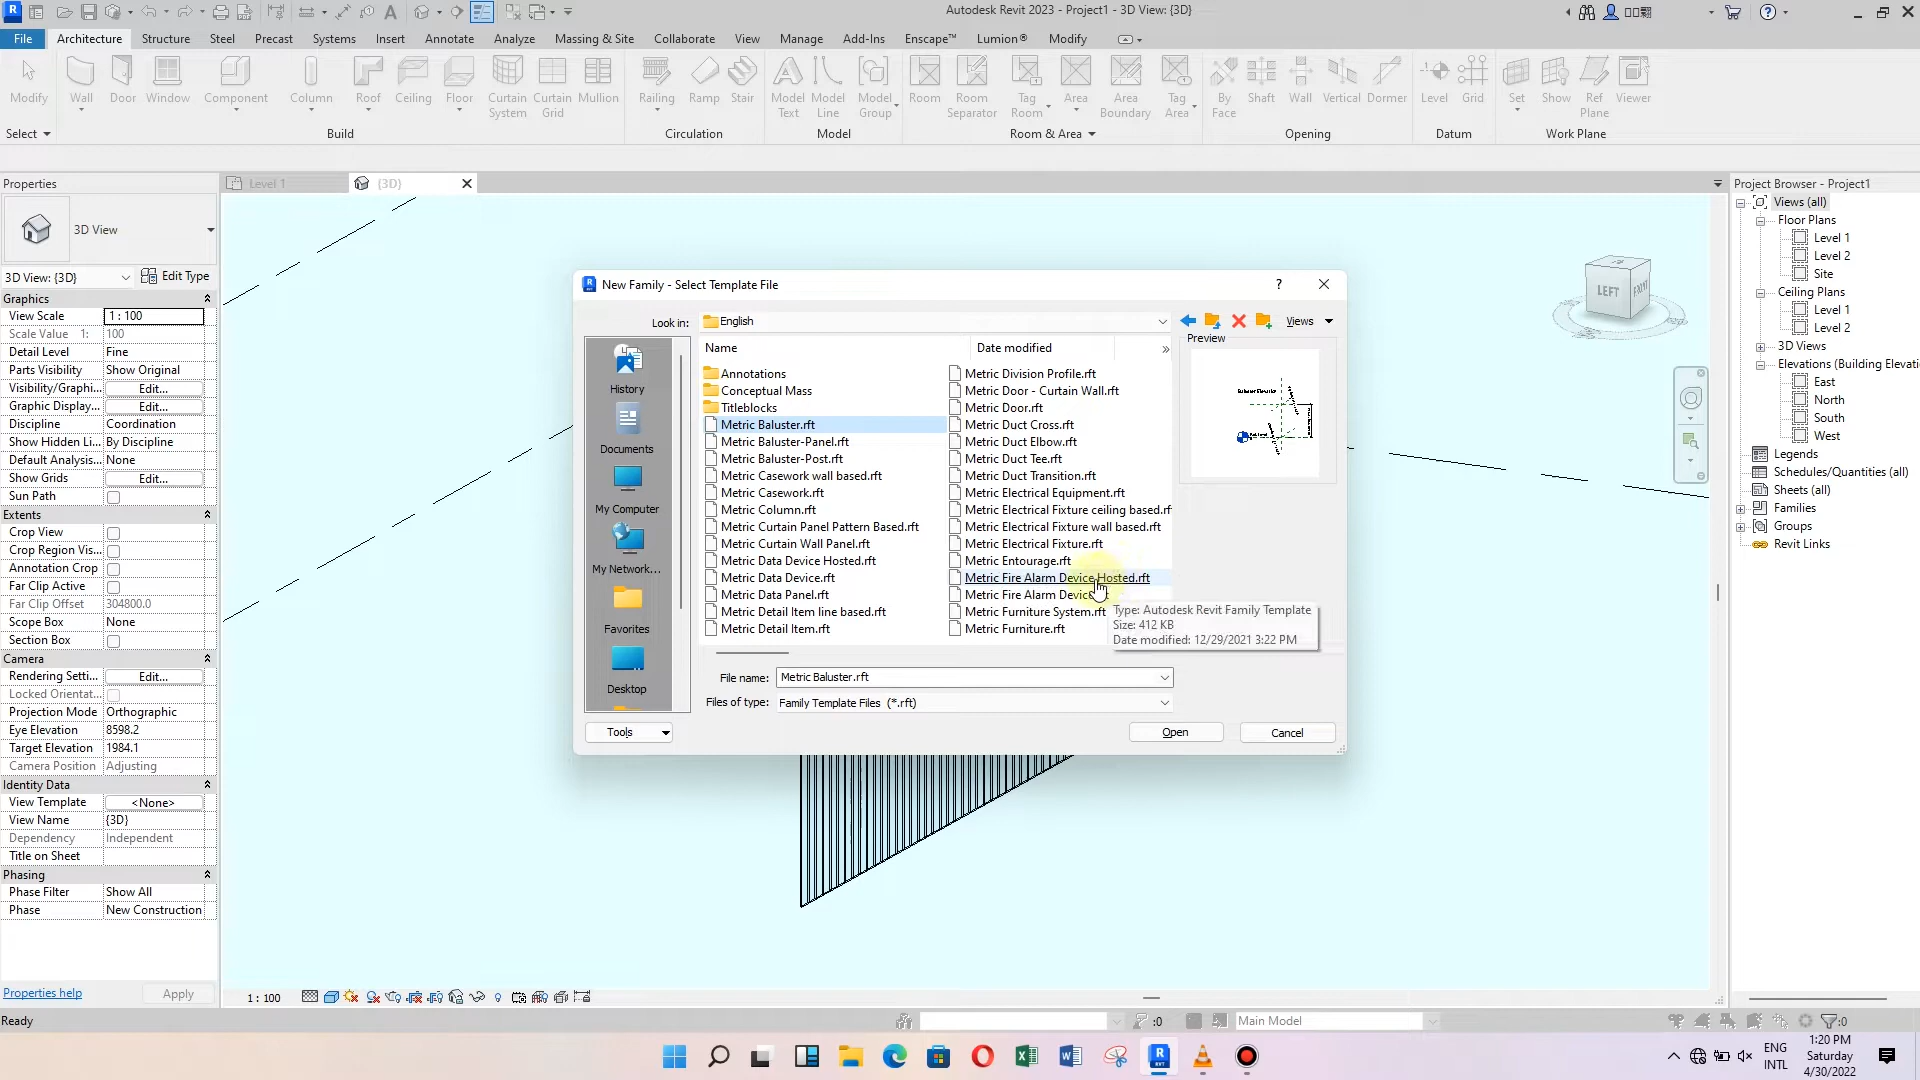 Autodesk Revit 2023 - Project1 - 3D View: {3D}
File Architecture Structure Steel Precast Systems Insert Annotate Analyze Massing & Site Collaborate View Manage Add-Ins Enscape™ Lumion® Modify
Modify Wall Door Window Component Column Roof Ceiling Floor Curtain System Curtain Grid Mullion Railing Ramp Stair Model Text Model Line Model Group Room Room Separator Tag Room Area Area Boundary Tag Area By Face Shaft Wall Vertical Dormer Level Grid Set Show Ref Plane Viewer
Select Build Circulation Model Room & Area Opening Datum Work Plane
Properties
3D View
3D View: {3D} Edit Type
Graphics
View Scale 1 : 100
Scale Value 1: 100
Detail Level Fine
Parts Visibility Show Original
Visibility/Graphi... Edit...
Graphic Display... Edit...
Discipline Coordination
Show Hidden Li... By Discipline
Default Analysis... None
Show Grids Edit...
Sun Path
Extents
Crop View
Crop Region Vis...
Annotation Crop
Far Clip Active
Far Clip Offset 304800.0
Scope Box None
Section Box
Camera
Rendering Setti... Edit...
Locked Orientat...
Projection Mode Orthographic
Eye Elevation 8598.2
Target Elevation 1984.1
Camera Position Adjusting
Identity Data
View Template <None>
View Name {3D}
Dependency Independent
Title on Sheet
Phasing
Phase Filter Show All
Phase New Construction
Properties help Apply
Level 1 {3D}
LEFT FRONT
New Family - Select Template File
Look in: English Views
Name Date modified
Preview
History
Documents
My Computer
My Network...
Favorites
Desktop
Annotations
Conceptual Mass
Titleblocks
Metric Baluster.rft
Metric Baluster-Panel.rft
Metric Baluster-Post.rft
Metric Casework wall based.rft
Metric Casework.rft
Metric Column.rft
Metric Curtain Panel Pattern Based.rft
Metric Curtain Wall Panel.rft
Metric Data Device Hosted.rft
Metric Data Device.rft
Metric Data Panel.rft
Metric Detail Item line based.rft
Metric Detail Item.rft
Metric Division Profile.rft
Metric Door - Curtain Wall.rft
Metric Door.rft
Metric Duct Cross.rft
Metric Duct Elbow.rft
Metric Duct Tee.rft
Metric Duct Transition.rft
Metric Electrical Equipment.rft
Metric Electrical Fixture ceiling based.rf
Metric Electrical Fixture wall based.rft
Metric Electrical Fixture.rft
Metric Entourage.rft
Metric Fire Alarm Device Hosted.rft
Metric Fire Alarm Device
Metric Furniture System.rft
Metric Furniture.rft
Type: Autodesk Revit Family Template
Size: 412 KB
Date modified: 12/29/2021 3:22 PM
File name: Metric Baluster.rft
Files of type: Family Template Files (*.rft)
Tools Open Cancel
Project Browser - Project1
Views (all)
Floor Plans
Level 1
Level 2
Site
Ceiling Plans
Level 1
Level 2
3D Views
Elevations (Building Elevati
East
North
South
West
Legends
Schedules/Quantities (all)
Sheets (all)
Families
Groups
Revit Links
1 : 100
Ready :0 Main Model :0
ENG
INTL
1:20 PM
Saturday
4/30/2022